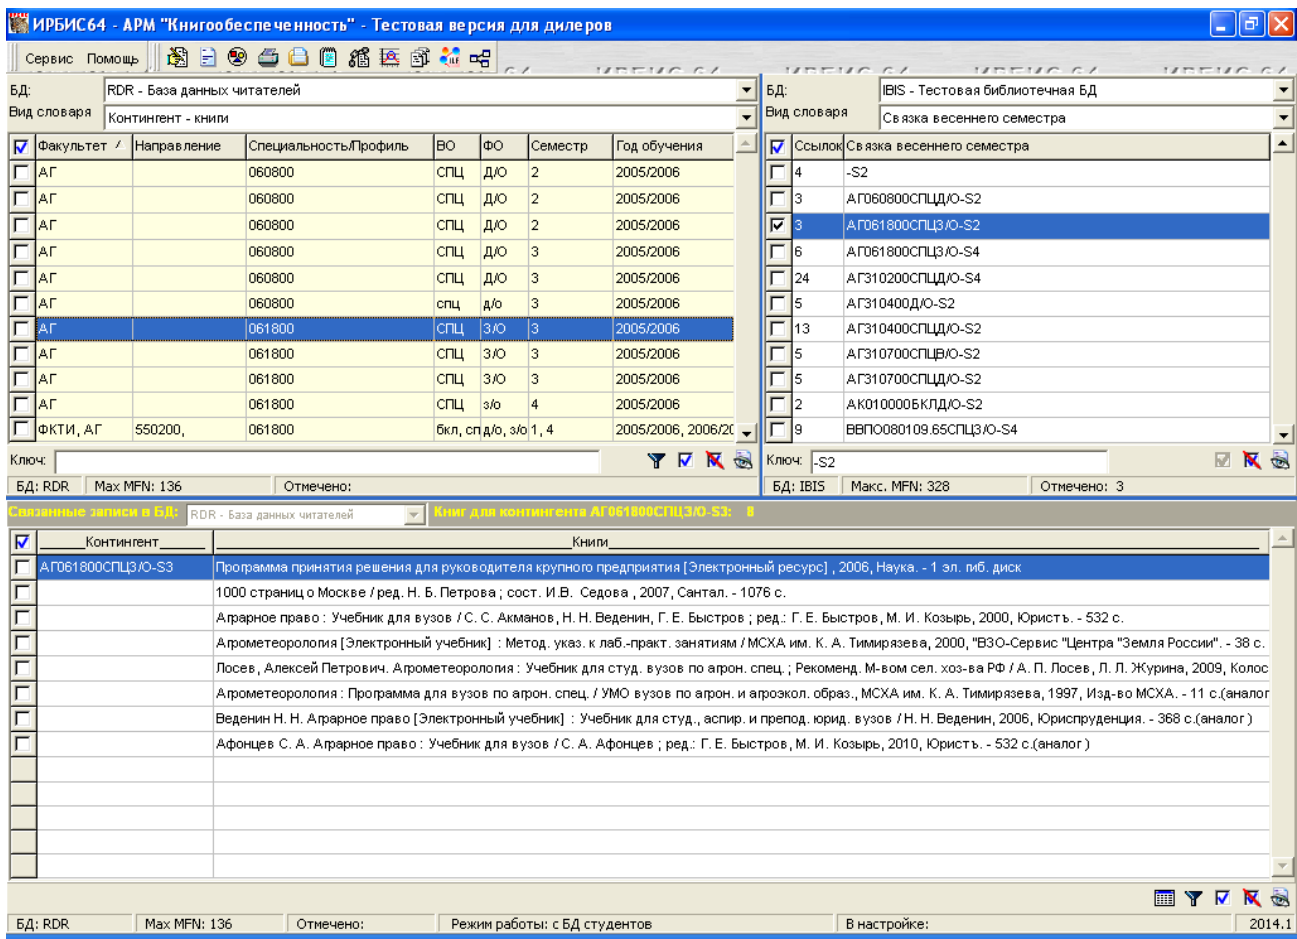 ИРБИС64 - АРМ "Книгообеспеченность" - Тестовая версия для дилеров
Сервис Помощь
БД: RDR - База данных читателей
Вид словаря Контингент - книги
Факультет Направление Специальность/Профиль ВО ФО Семестр Год обучения
АГ 060800 СПЦ Д/О 2 2005/2006
АГ 060800 СПЦ Д/О 2 2005/2006
АГ 060800 СПЦ Д/О 2 2005/2006
АГ 060800 СПЦ Д/О 3 2005/2006
АГ 060800 СПЦ Д/О 3 2005/2006
АГ 060800 спц д/о 3 2005/2006
АГ 061800 СПЦ З/О 3 2005/2006
АГ 061800 СПЦ З/О 3 2005/2006
АГ 061800 СПЦ З/О 3 2005/2006
АГ 061800 СПЦ з/о 4 2005/2006
ФКТИ, АГ 550200, 061800 бкл, сп д/о, з/о 1, 4 2005/2006, 2006/20
Ключ:
БД: RDR Max MFN: 136 Отмечено:
БД: IBIS - Тестовая библиотечная БД
Вид словаря Связка весеннего семестра
Ссылок Связка весеннего семестра
4 -S2
3 АГ060800СПЦД/О-S2
3 АГ061800СПЦЗ/О-S2
6 АГ061800СПЦЗ/О-S4
24 АГ310200СПЦД/О-S4
5 АГ310400Д/О-S2
13 АГ310400СПЦД/О-S2
5 АГ310700СПЦВ/О-S2
5 АГ310700СПЦД/О-S2
2 АК010000БКЛД/О-S2
9 ВВПО080109.65СПЦЗ/О-S4
Ключ: -S2
БД: IBIS Макс. MFN: 328 Отмечено: 3
Связанные записи в БД: RDR - База данных читателей Книг для контингента АГ061800СПЦЗ/О-S3: 8
Контингент Книги
АГ061800СПЦЗ/О-S3 Программа принятия решения для руководителя крупного предприятия [Электронный ресурс] , 2006, Наука. - 1 эл. гиб. диск
1000 страниц о Москве / ред. Н. Б. Петрова ; сост. И.В. Седова , 2007, Сантал. - 1076 с.
Аграрное право : Учебник для вузов / С. С. Акманов, Н. Н. Веденин, Г. Е. Быстров ; ред.: Г. Е. Быстров, М. И. Козырь, 2000, Юристъ. - 532 с.
Агрометеорология [Электронный учебник] : Метод. указ. к лаб.-практ. занятиям / МСХА им. К. А. Тимирязева, 2000, "ВЗО-Сервис "Центра "Земля России". - 38 с.
Лосев, Алексей Петрович. Агрометеорология : Учебник для студ. вузов по агрон. спец. ; Рекоменд. М-вом сел. хоз-ва РФ / А. П. Лосев, Л. Л. Журина, 2009, Колос
Агрометеорология : Программа для вузов по агрон. спец. / УМО вузов по агрон. и агроэкол. образ., МСХА им. К. А. Тимирязева, 1997, Изд-во МСХА. - 11 с.(аналог
Веденин Н. Н. Аграрное право [Электронный учебник] : Учебник для студ., аспир. и препод. юрид. вузов / Н. Н. Веденин, 2006, Юриспруденция. - 368 с.(аналог )
Афонцев С. А. Аграрное право : Учебник для вузов / С. А. Афонцев ; ред.: Г. Е. Быстров, М. И. Козырь, 2010, Юристъ. - 532 с.(аналог )
БД: RDR Max MFN: 136 Отмечено: Режим работы: с БД студентов В настройке: 2014.1